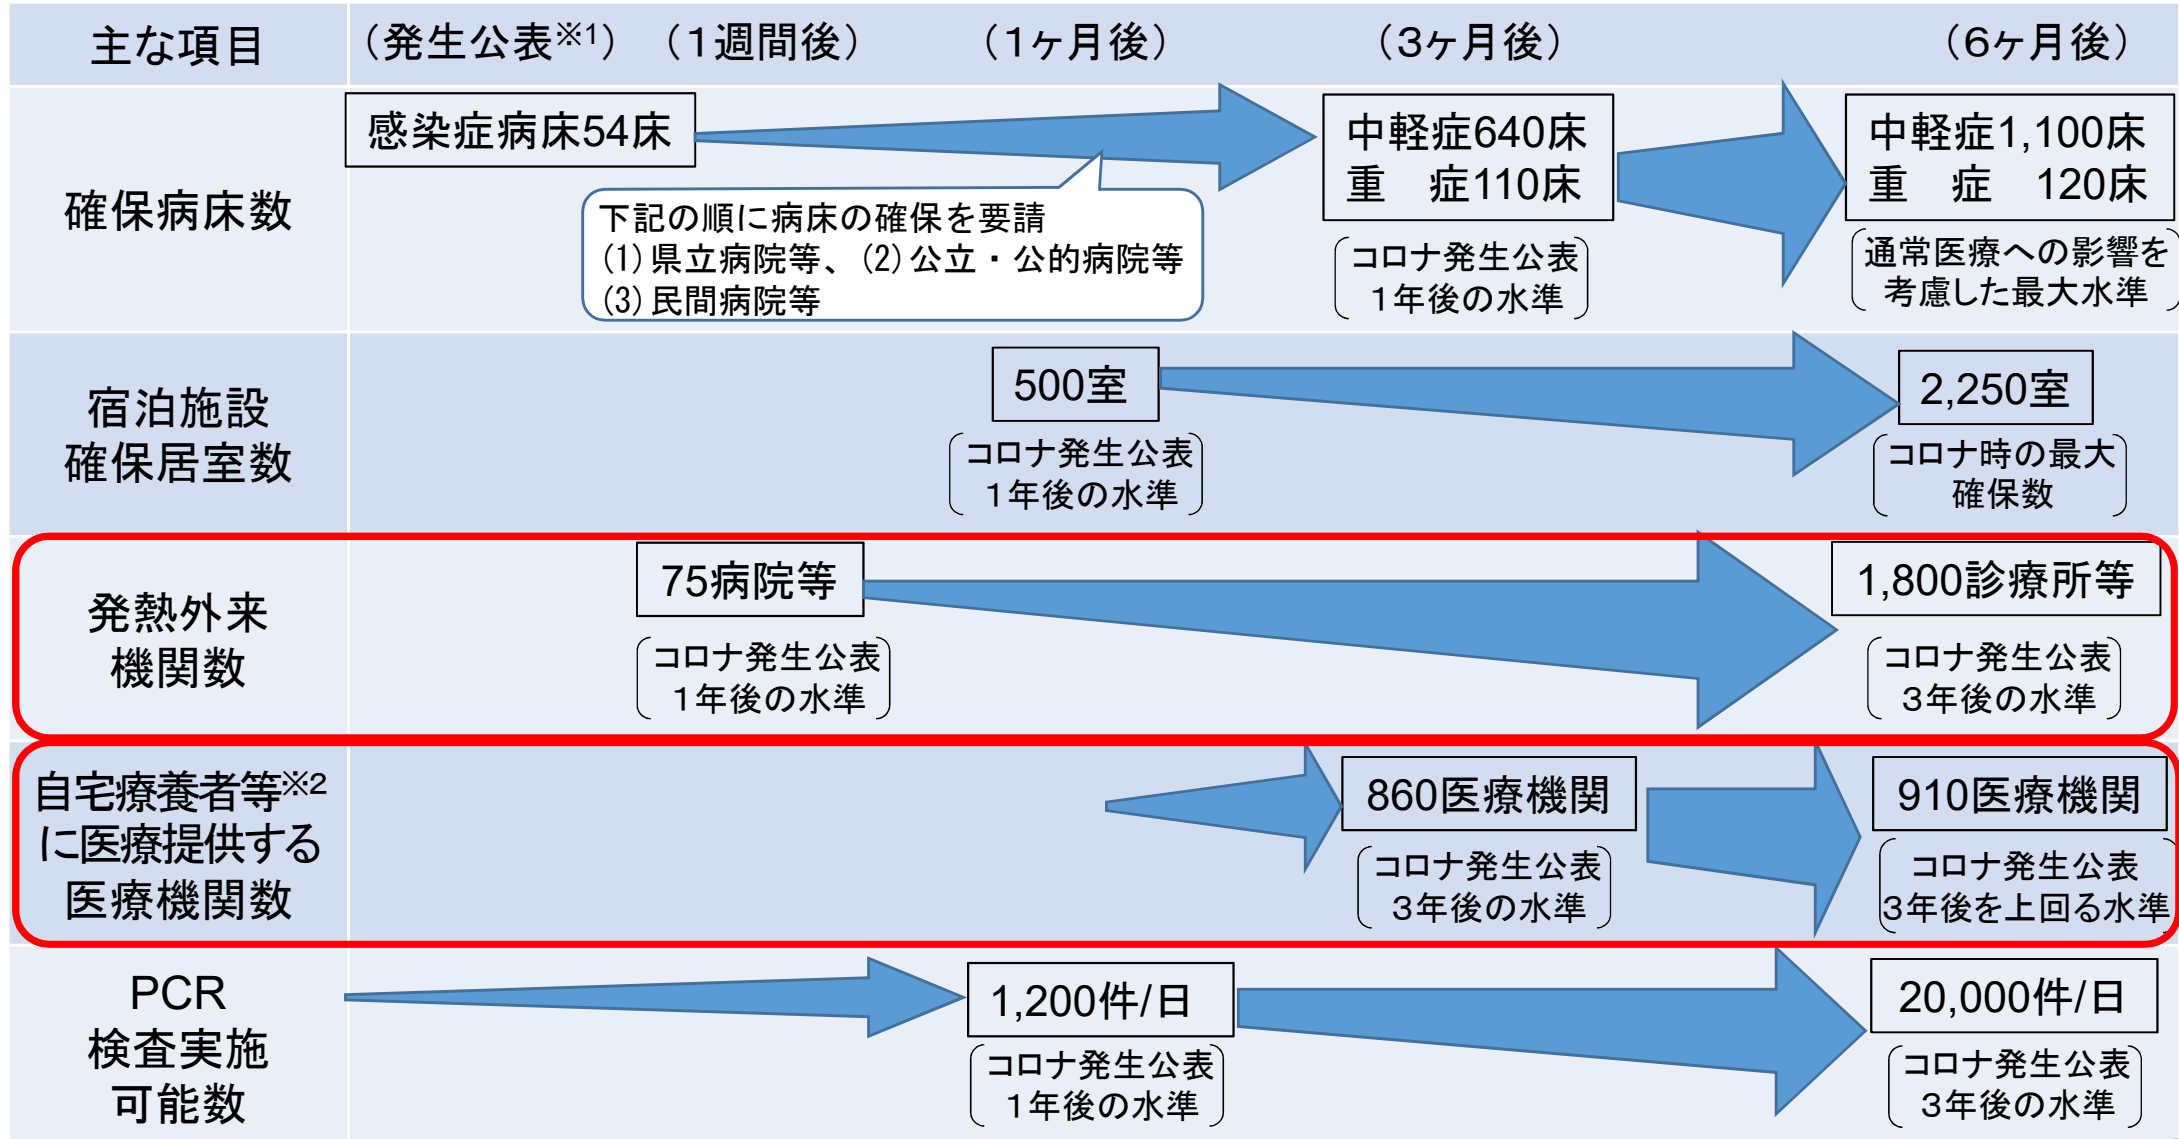 主な項目
（発生公表※1）
（１週間後）
（１ヶ月後）
（３ヶ月後）
（６ヶ月後）
確保病床数
感染症病床54床
下記の順に病床の確保を要請
(1)県立病院等、(2)公立・公的病院等
(3)民間病院等
中軽症640床
重　症110床
コロナ発生公表
１年後の水準
中軽症1,100床
重　症　120床
通常医療への影響を
考慮した最大水準
宿泊施設
確保居室数
500室
コロナ発生公表
１年後の水準
2,250室
コロナ時の最大
確保数
発熱外来
機関数
75病院等
コロナ発生公表
１年後の水準
1,800診療所等
コロナ発生公表
３年後の水準
自宅療養者等※2
に医療提供する
医療機関数
860医療機関
コロナ発生公表
３年後の水準
910医療機関
コロナ発生公表
３年後を上回る水準
PCR
検査実施
可能数
1,200件/日
コロナ発生公表
１年後の水準
20,000件/日
コロナ発生公表
３年後の水準